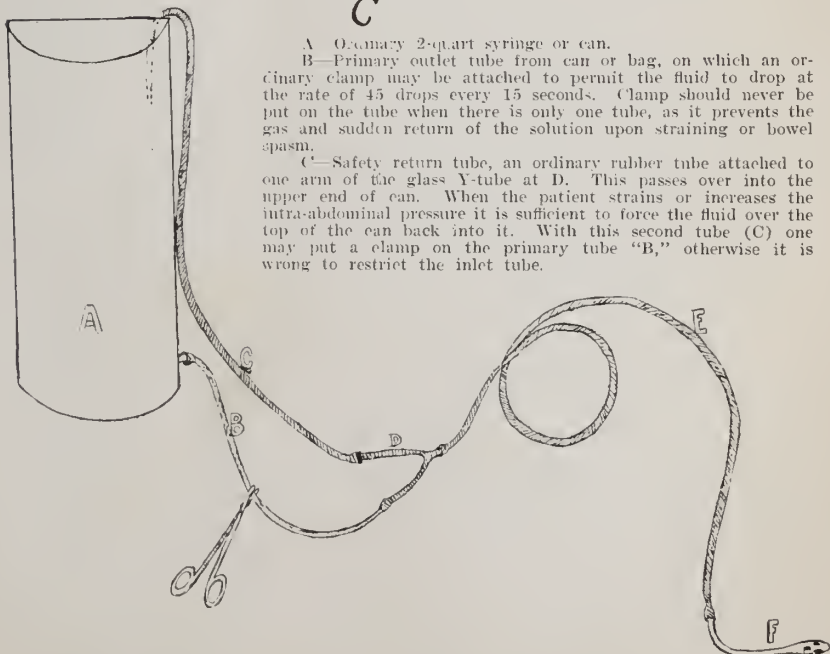 C
A Ordinary 2-quart syringe or can.
B—Primary outlet tube from can or bag, on which an or-
dinary clamp may be attached to permit the fluid to drop at
the rate of 45 drops every 15 seconds. Clamp should never be
put on the tube when there is only one tube, as it prevents the
gas and sudden return of the solution upon straining or bowel
spasm.
C—Safety return tube, an ordinary rubber tube attached to
one arm of the glass Y-tube at D. This passes over into the
upper end of can. When the patient strains or increases the
intra-abdominal pressure it is sufficient to force the fluid over the
top of the can back into it. With this second tube (C) one
may put a clamp on the primary tube "B," otherwise it is
wrong to restrict the inlet tube.
A
E
C
B
D
F